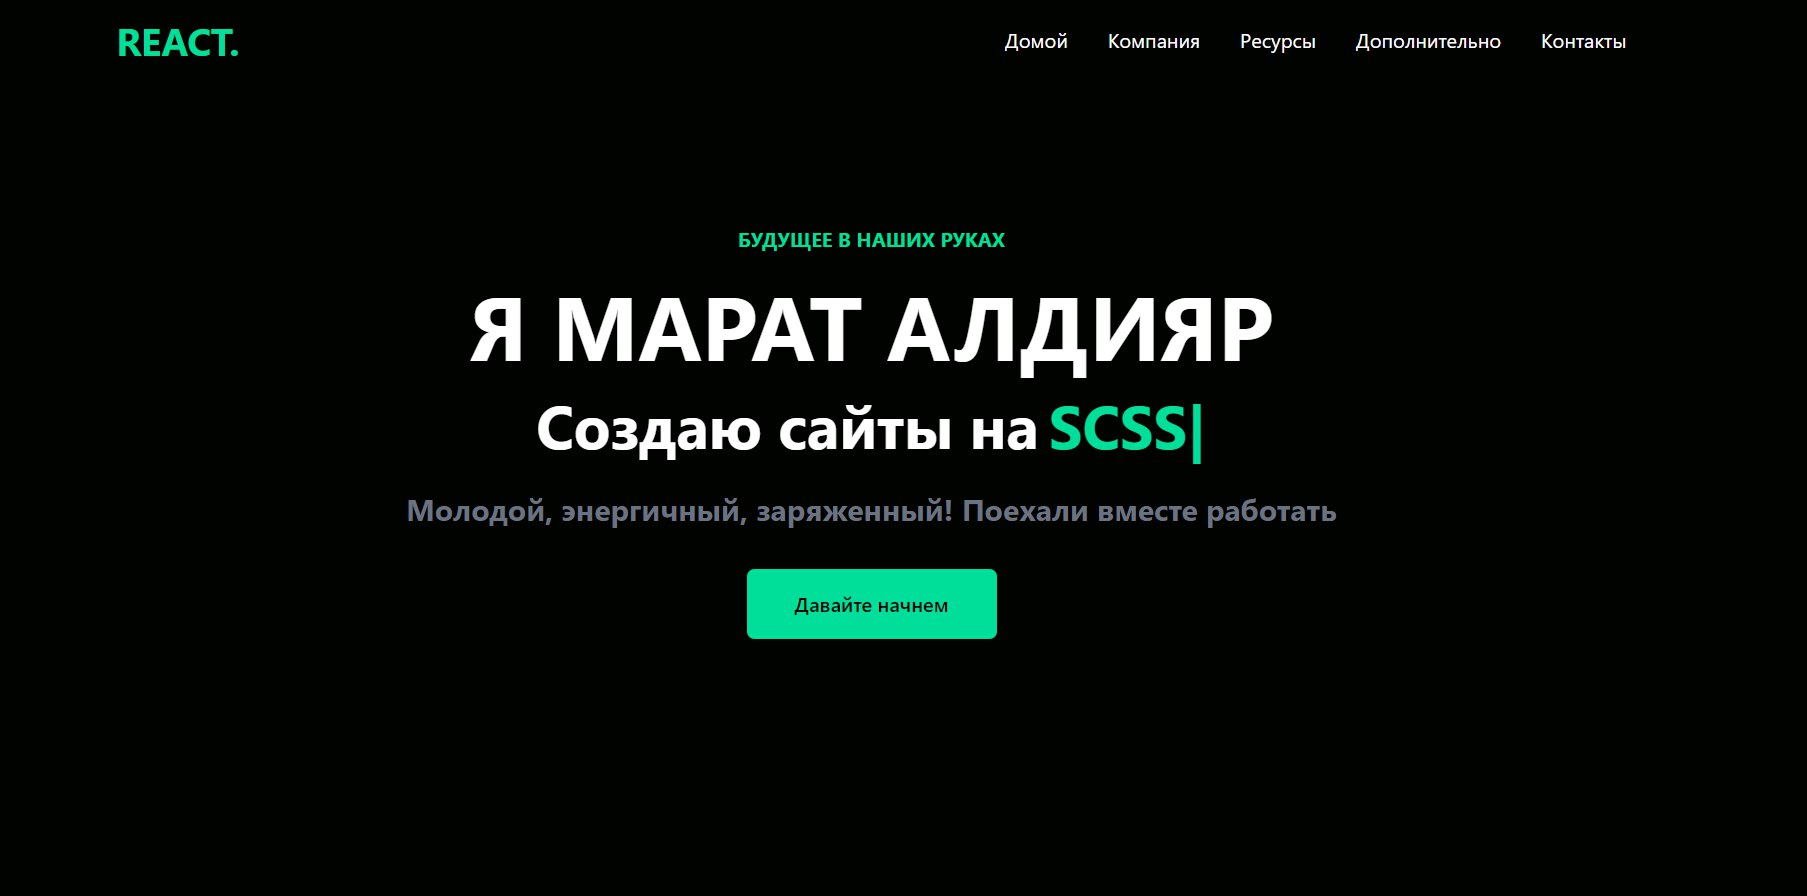 REACT.
Домой Компания Ресурсы Дополнительно Контакты
БУДУЩЕЕ В НАШИХ РУКАХ
Я МАРАТ АЛДИЯР
Создаю сайты на SCSS|
Молодой, энергичный, заряженный! Поехали вместе работать
Давайте начнем